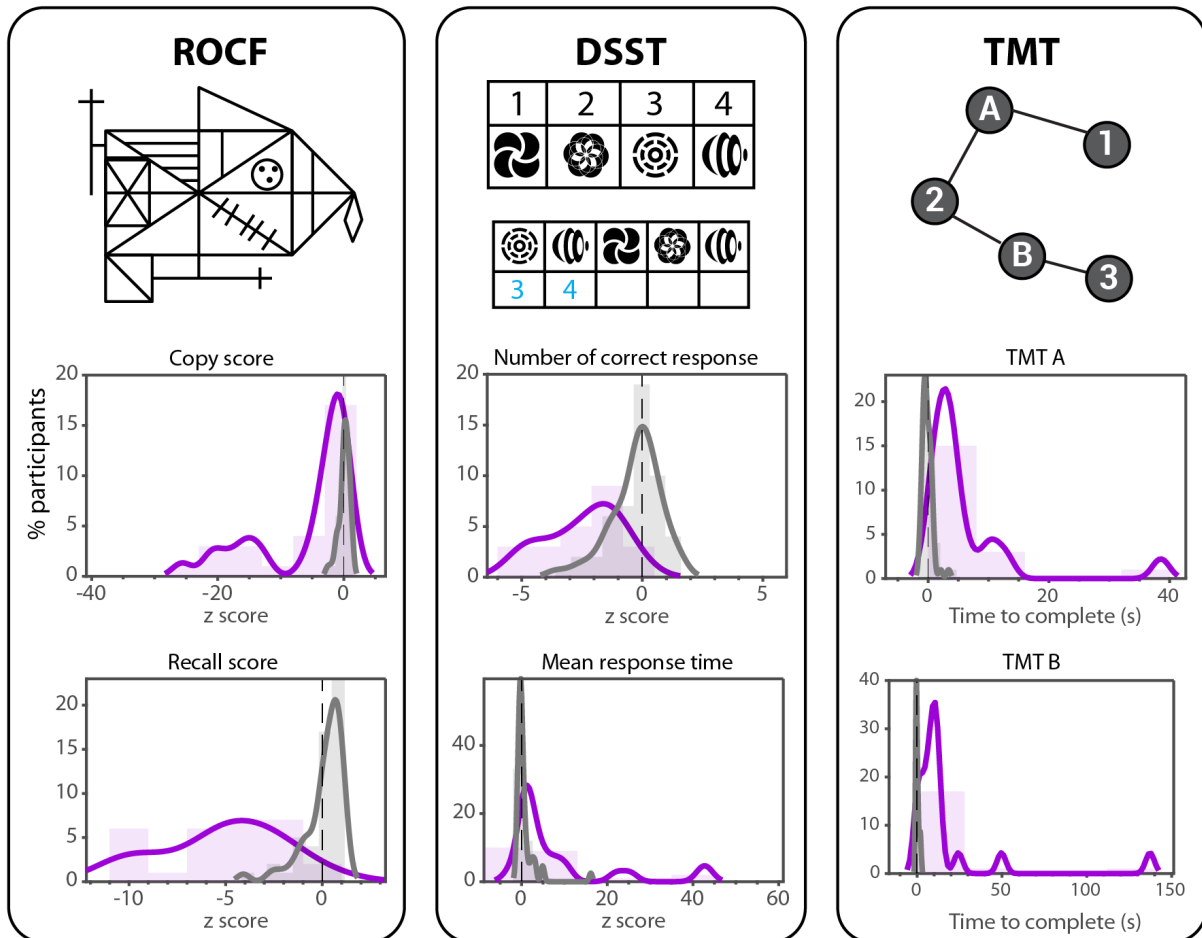 ROCF
Copy score
% participants
20
15
10
5
0
-40
-20
0
z score
Recall score
20
15
10
5
0
-10
-5
0
z score
DSST
1 2 3 4
3 4
Number of correct response
20
15
10
5
0
-5
0
5
z score
Mean response time
40
20
0
0
20
40
60
z score
TMT
A
1
2
B
3
TMT A
20
15
10
5
0
0
20
40
Time to complete (s)
TMT B
40
30
20
10
0
0
50
100
150
Time to complete (s)